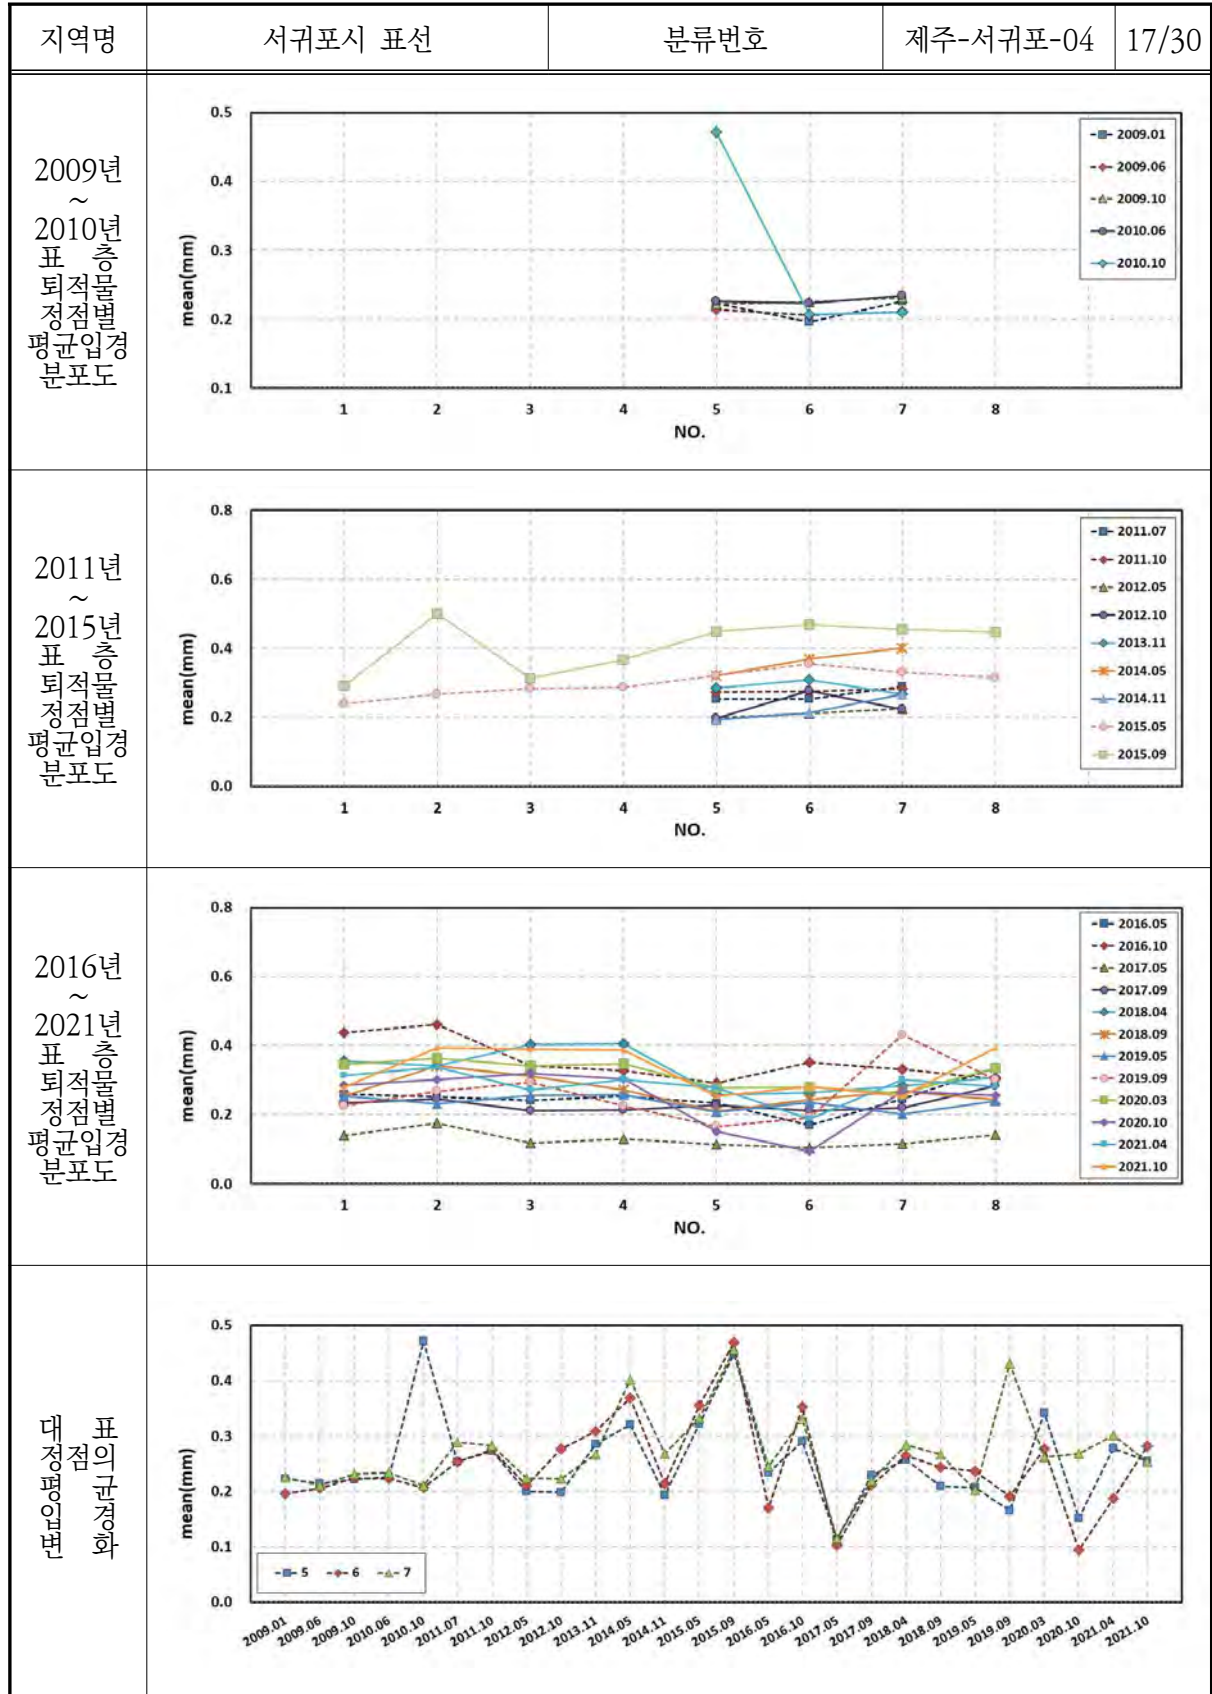 지역명 서귀포시 표선 분류번호 제주-서귀포-04 17/30
2009년
~
2010년
표 층
퇴적물
정점별
평균입경
분포도
0.5
0.4
0.3
0.2
0.1
mean(mm)
1 2 3 4 5 6 7 8
NO.
2009.01
2009.06
2009.10
2010.06
2010.10
2011년
~
2015년
표 층
퇴적물
정점별
평균입경
분포도
0.8
0.6
0.4
0.2
0.0
mean(mm)
1 2 3 4 5 6 7 8
NO.
2011.07
2011.10
2012.05
2012.10
2013.11
2014.05
2014.11
2015.05
2015.09
2016년
~
2021년
표 층
퇴적물
정점별
평균입경
분포도
0.8
0.6
0.4
0.2
0.0
mean(mm)
1 2 3 4 5 6 7 8
NO.
2016.05
2016.10
2017.05
2017.09
2018.04
2018.09
2019.05
2019.09
2020.03
2020.10
2021.04
2021.10
대 표
정점의
평 균
입 경
변 화
0.5
0.4
0.3
0.2
0.1
0.0
mean(mm)
5 6 7
2009.01 2009.06 2009.10 2010.06 2010.10 2011.07 2011.10 2012.05 2012.10 2013.11 2014.05 2014.11 2015.05 2015.09 2016.05 2016.10 2017.05 2017.09 2018.04 2018.09 2019.05 2019.09 2020.03 2020.10 2021.04 2021.10